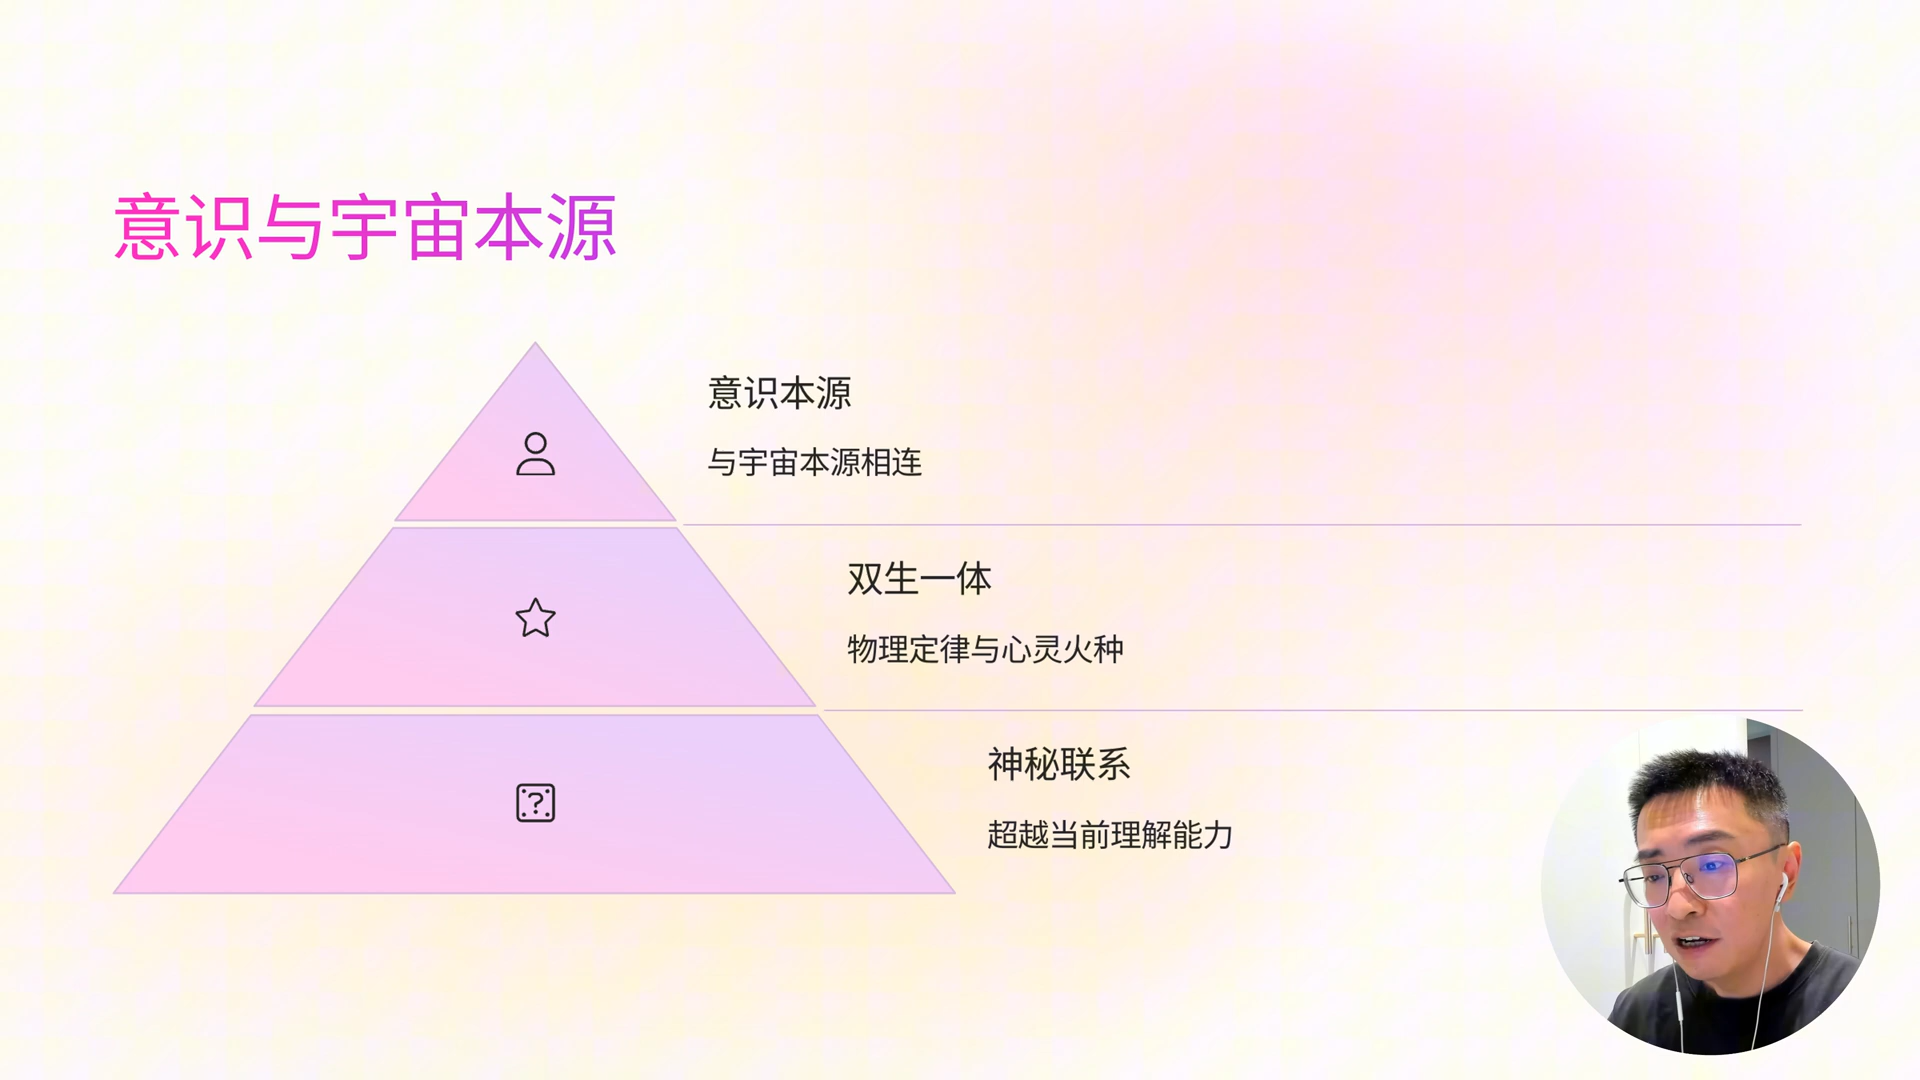 意识与宇宙本源
意识本源
与宇宙本源相连
双生一体
物理定律与心灵火种
神秘联系
超越当前理解能力